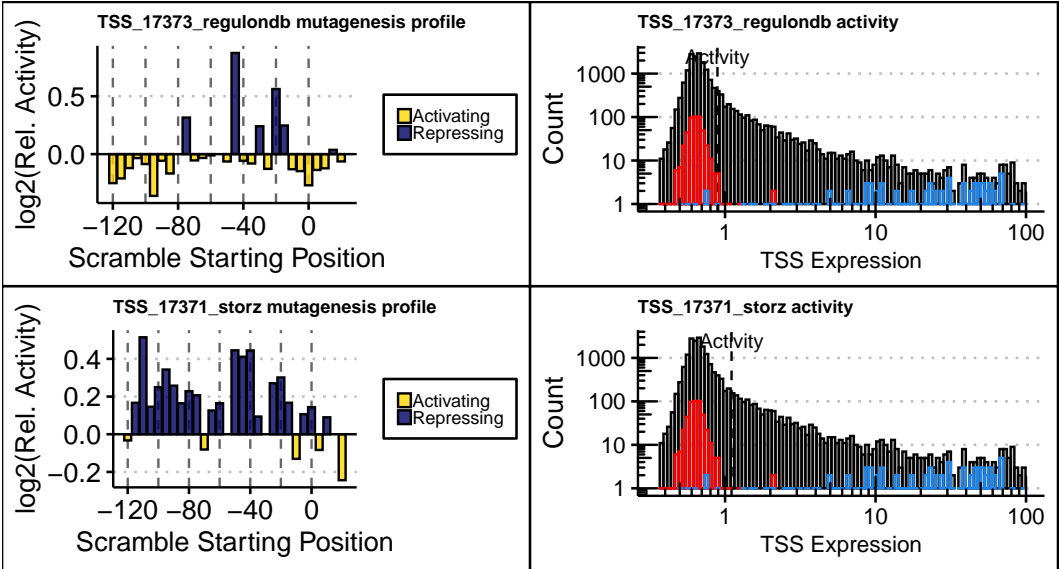 TSS_17373_regulondb mutagenesis profile
log2(Rel. Activity)
0.5
0.0
−120 −80 −40 0
Scramble Starting Position
Activating
Repressing
TSS_17373_regulondb activity
Activity
Count
1000
100
10
1
1 10 100
TSS Expression
TSS_17371_storz mutagenesis profile
log2(Rel. Activity)
0.4
0.2
0.0
−0.2
−120 −80 −40 0
Scramble Starting Position
Activating
Repressing
TSS_17371_storz activity
Activity
Count
1000
100
10
1
1 10 100
TSS Expression